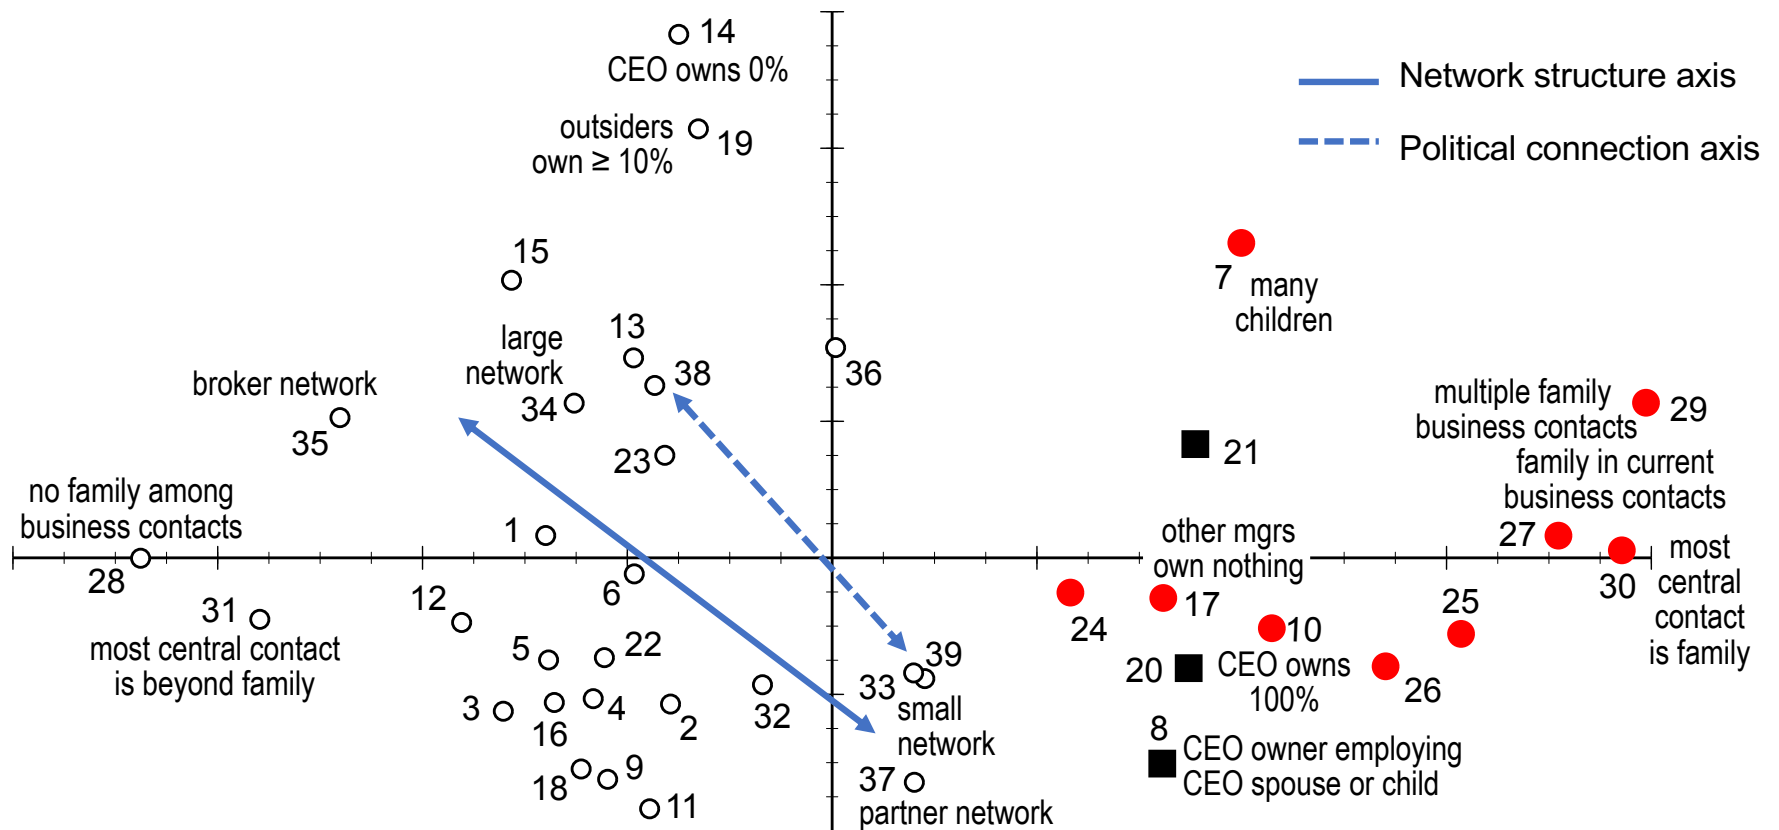 14
CEO owns 0%
outsiders
own ≥ 10%
19
Network structure axis
Political connection axis
15
7
many
children
13
large
network
38
36
broker network
34
35
multiple family
business contacts
29
23
21
family in current
business contacts
no family among
business contacts
1
27
other mgrs
own nothing
most
central
contact
is family
28
6
30
31
12
24
17
25
most central contact
is beyond family
5
22
10
20
CEO owns
100%
26
39
33
small
network
3
16
4
2
32
8
CEO owner employing
CEO spouse or child
18
9
11
37
partner network